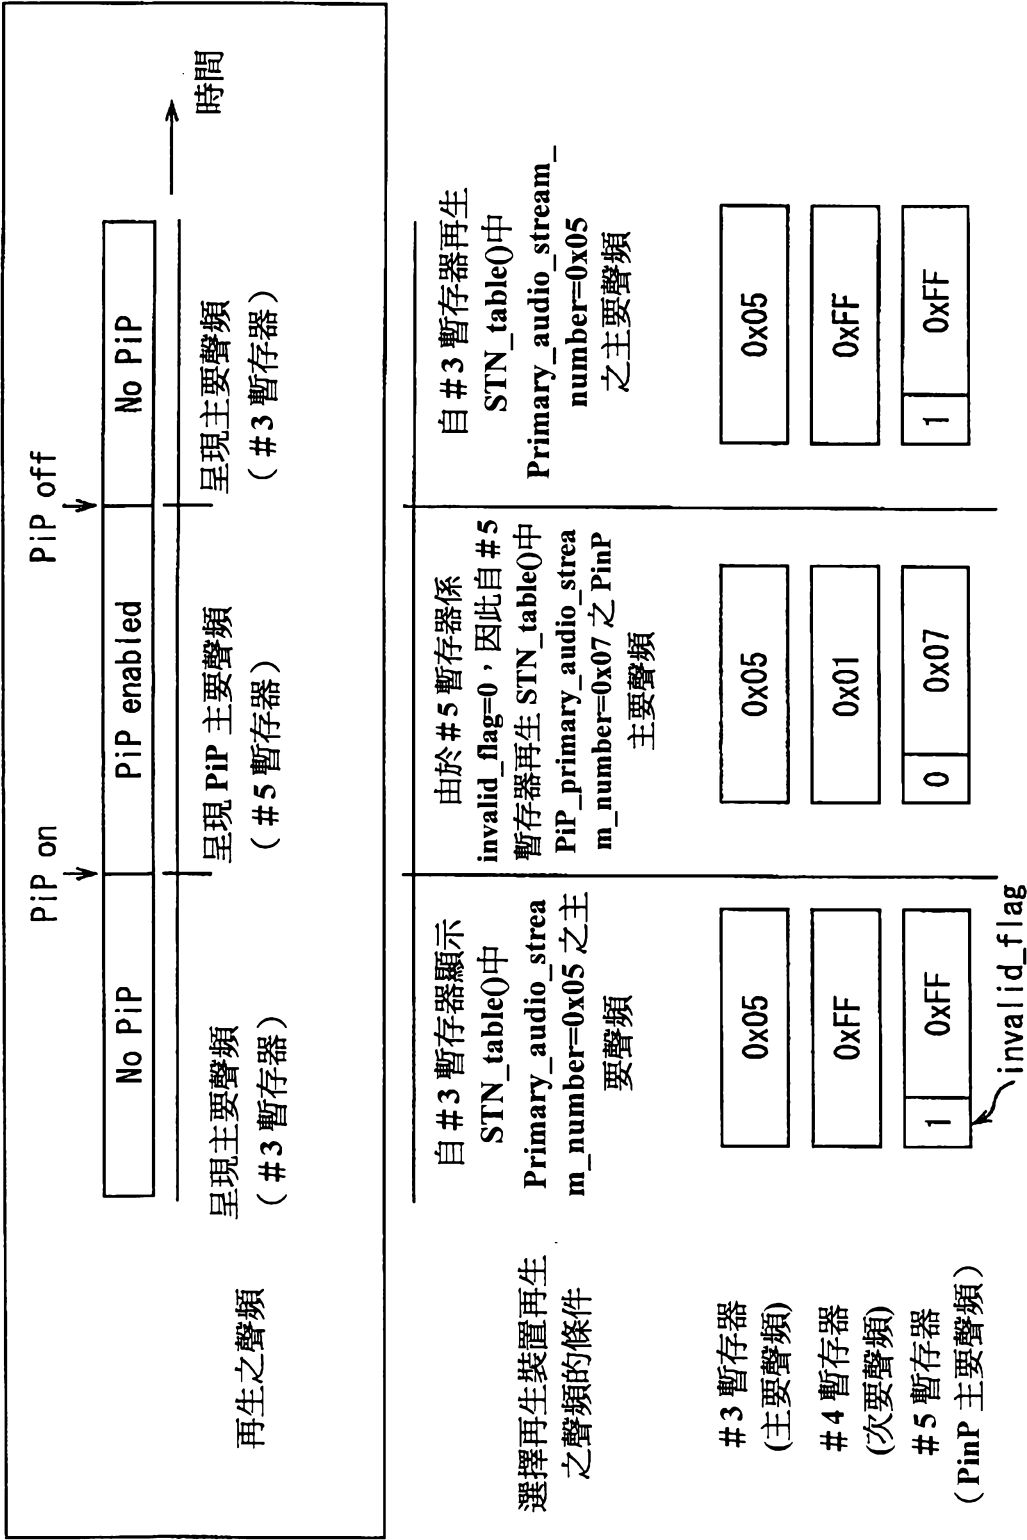 PiP on
PiP off
No PiP
PiP enabled
No PiP
時間
再生之聲頻
呈現主要聲頻
（＃3 暫存器）
呈現 PiP 主要聲頻
（＃5 暫存器）
呈現主要聲頻
（＃3 暫存器）
選擇再生裝置再生
之聲頻的條件
自＃3 暫存器顯示
STN_table()中
Primary_audio_strea
m_number=0x05 之主
要聲頻
由於＃5 暫存器係
invalid_flag=0，因此自＃5
暫存器再生 STN_table()中
PiP_primary_audio_strea
m_number=0x07 之 PinP
主要聲頻
自＃3 暫存器再生
STN_table()中
Primary_audio_stream_
number=0x05
之主要聲頻
＃3 暫存器
(主要聲頻)
0x05
0x05
0x05
＃4 暫存器
(次要聲頻)
0xFF
0x01
0xFF
＃5 暫存器
（PinP 主要聲頻）
1 0xFF
0 0x07
1 0xFF
invalid_flag